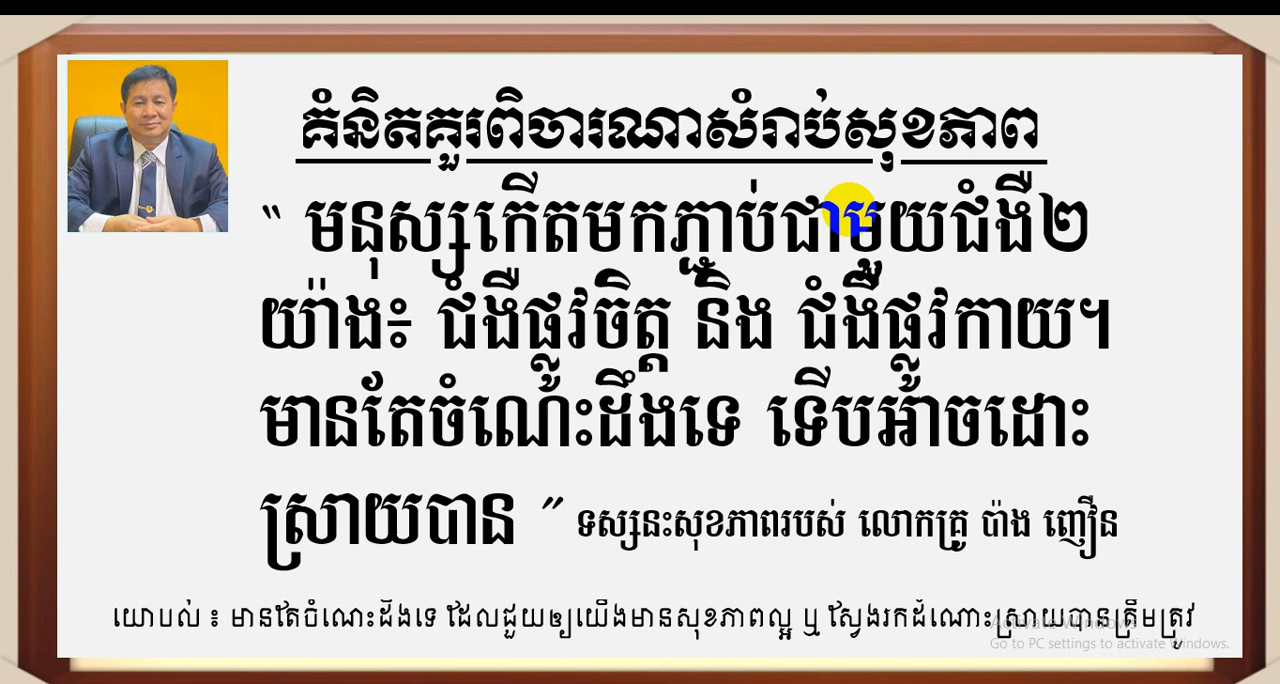 គំនិតគួរពិចារណាសំរាប់សុខភាព
“ មនុស្សកើតមកភ្ជាប់ជាមួយជំងឺ២
យ៉ាង៖ ជំងឺផ្លូវចិត្ត និង ជំងឺផ្លូវកាយ។
មានតែចំណេះដឹងទេ ទើបអាចដោះ
ស្រាយបាន ” ទស្សនះសុខភាពរបស់ លោកគ្រូ ប៉ាង ញឿន
យោបល់ ៖ មានតែចំណេះដឹងទេ ដែលជួយឲ្យយើងមានសុខភាពល្អ ឬ ស្វែងរកដំណោះស្រាយបានត្រឹមត្រូវ
Activate Windows
Go to PC settings to activate Windows.